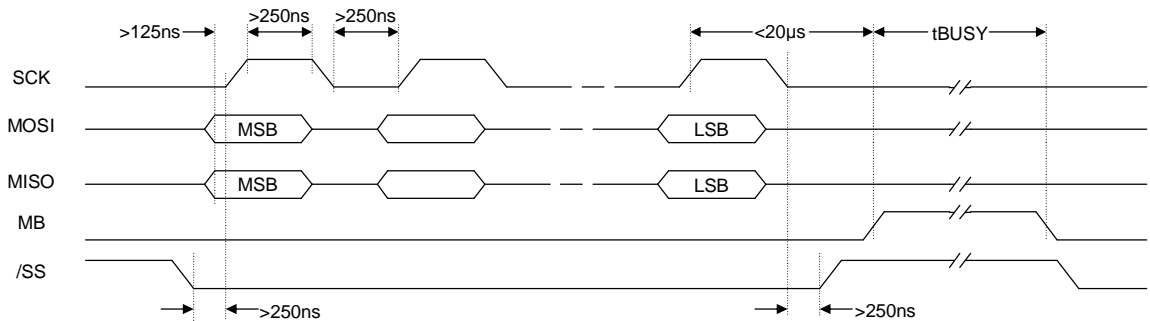 >250ns >250ns
>125ns <20µs tBUSY
SCK
MOSI MSB LSB
MISO MSB LSB
MB
/SS
>250ns >250ns